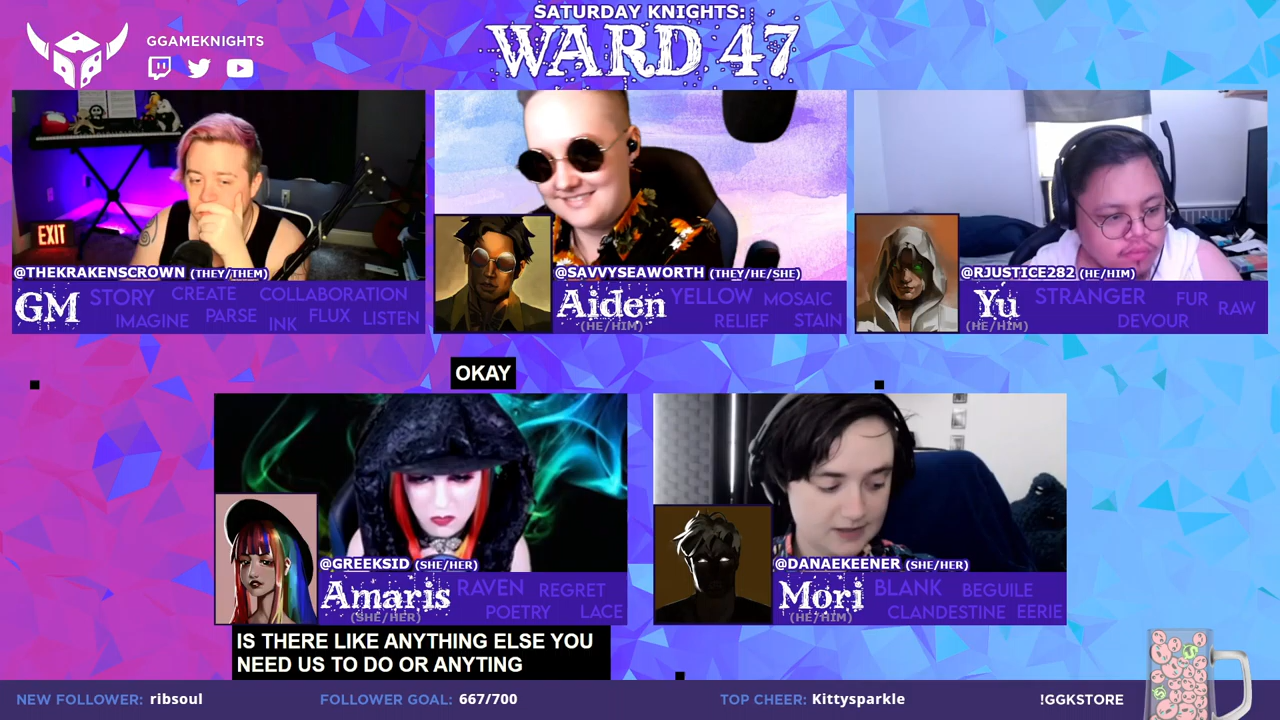 SATURDAY KNIGHTS:
WARD 47
GGAMEKNIGHTS
EXIT
@THEKRAKENSCROWN (THEY/THEM)
GM STORY CREATE COLLABORATION
IMAGINE PARSE INK FLUX LISTEN
@SAVVYSEAWORTH (THEY/HE/SHE)
Aiden YELLOW MOSAIC
(HE/HIM) RELIEF STAIN
@RJUSTICE282 (HE/HIM)
Yu STRANGER FUR RAW
(HE/HIM) DEVOUR
OKAY
@GREEKSID (SHE/HER)
Amaris RAVEN REGRET
(SHE/HER) POETRY LACE
@DANAEKEENER (SHE/HER)
Mori BLANK BEGUILE
(HE/HIM) CLANDESTINE EERIE
IS THERE LIKE ANYTHING ELSE YOU
NEED US TO DO OR ANYTING
NEW FOLLOWER: ribsoul FOLLOWER GOAL: 667/700 TOP CHEER: Kittysparkle !GGKSTORE